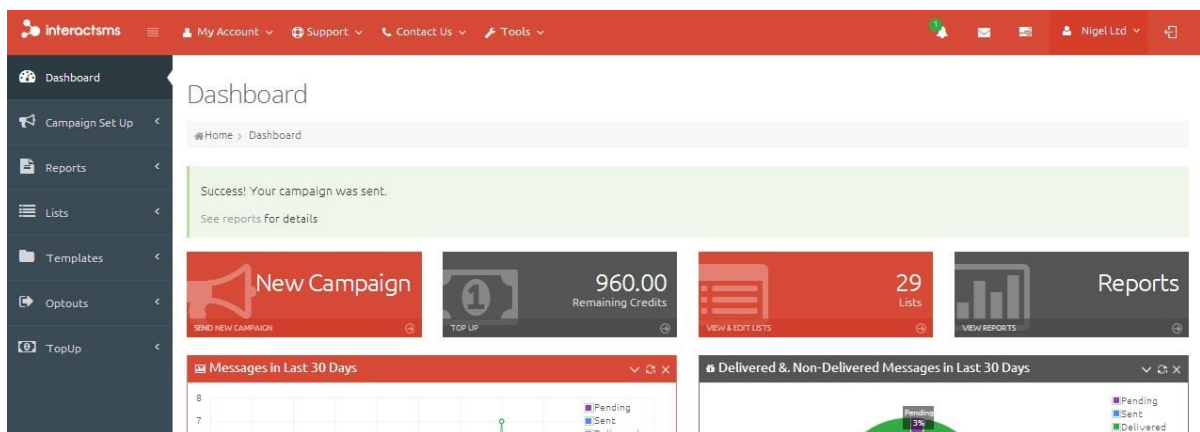 interactsms
My Account
Support
Contact Us
Tools
1
Nigel Ltd
Dashboard
Campaign Set Up
Reports
Lists
Templates
Optouts
TopUp
Dashboard
Home > Dashboard
Success! Your campaign was sent.
See reports for details
New Campaign
SEND NEW CAMPAIGN
1
960.00
Remaining Credits
TOP UP
29
Lists
VIEW & EDIT LISTS
Reports
VIEW REPORTS
Messages in Last 30 Days
8
7
Pending
Sent
Delivered & Non-Delivered Messages in Last 30 Days
Pending
3%
Pending
Sent
Delivered